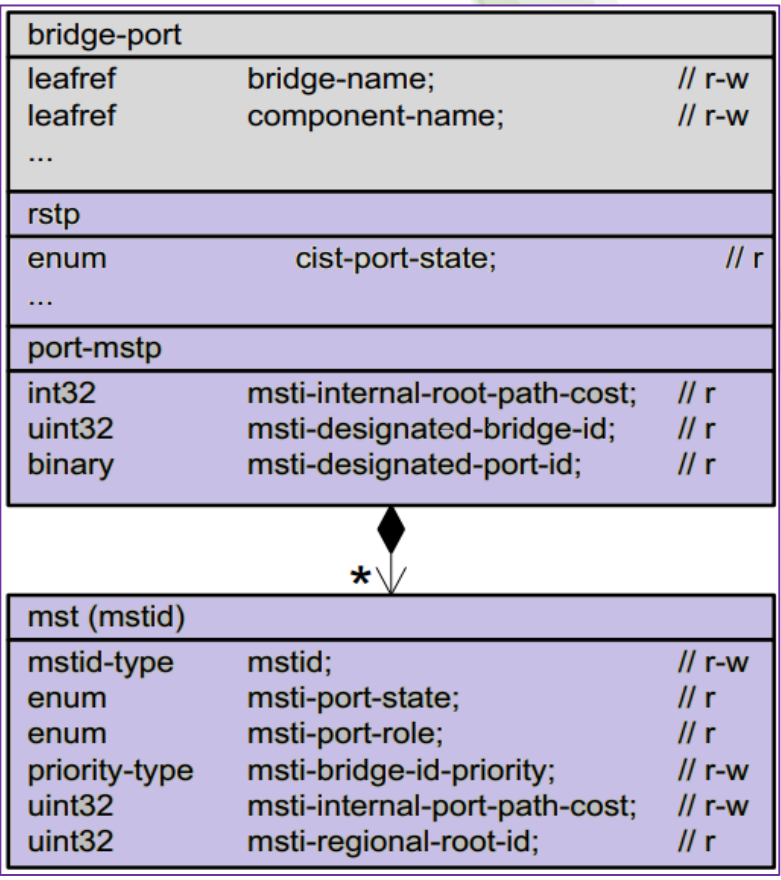 bridge-port
leafref bridge-name; // r-w
leafref component-name; // r-w
...
rstp
enum cist-port-state; // r
...
port-mstp
int32 msti-internal-root-path-cost; // r
uint32 msti-designated-bridge-id; // r
binary msti-designated-port-id; // r
*
mst (mstid)
mstid-type mstid; // r-w
enum msti-port-state; // r
enum msti-port-role; // r
priority-type msti-bridge-id-priority; // r-w
uint32 msti-internal-port-path-cost; // r-w
uint32 msti-regional-root-id; // r